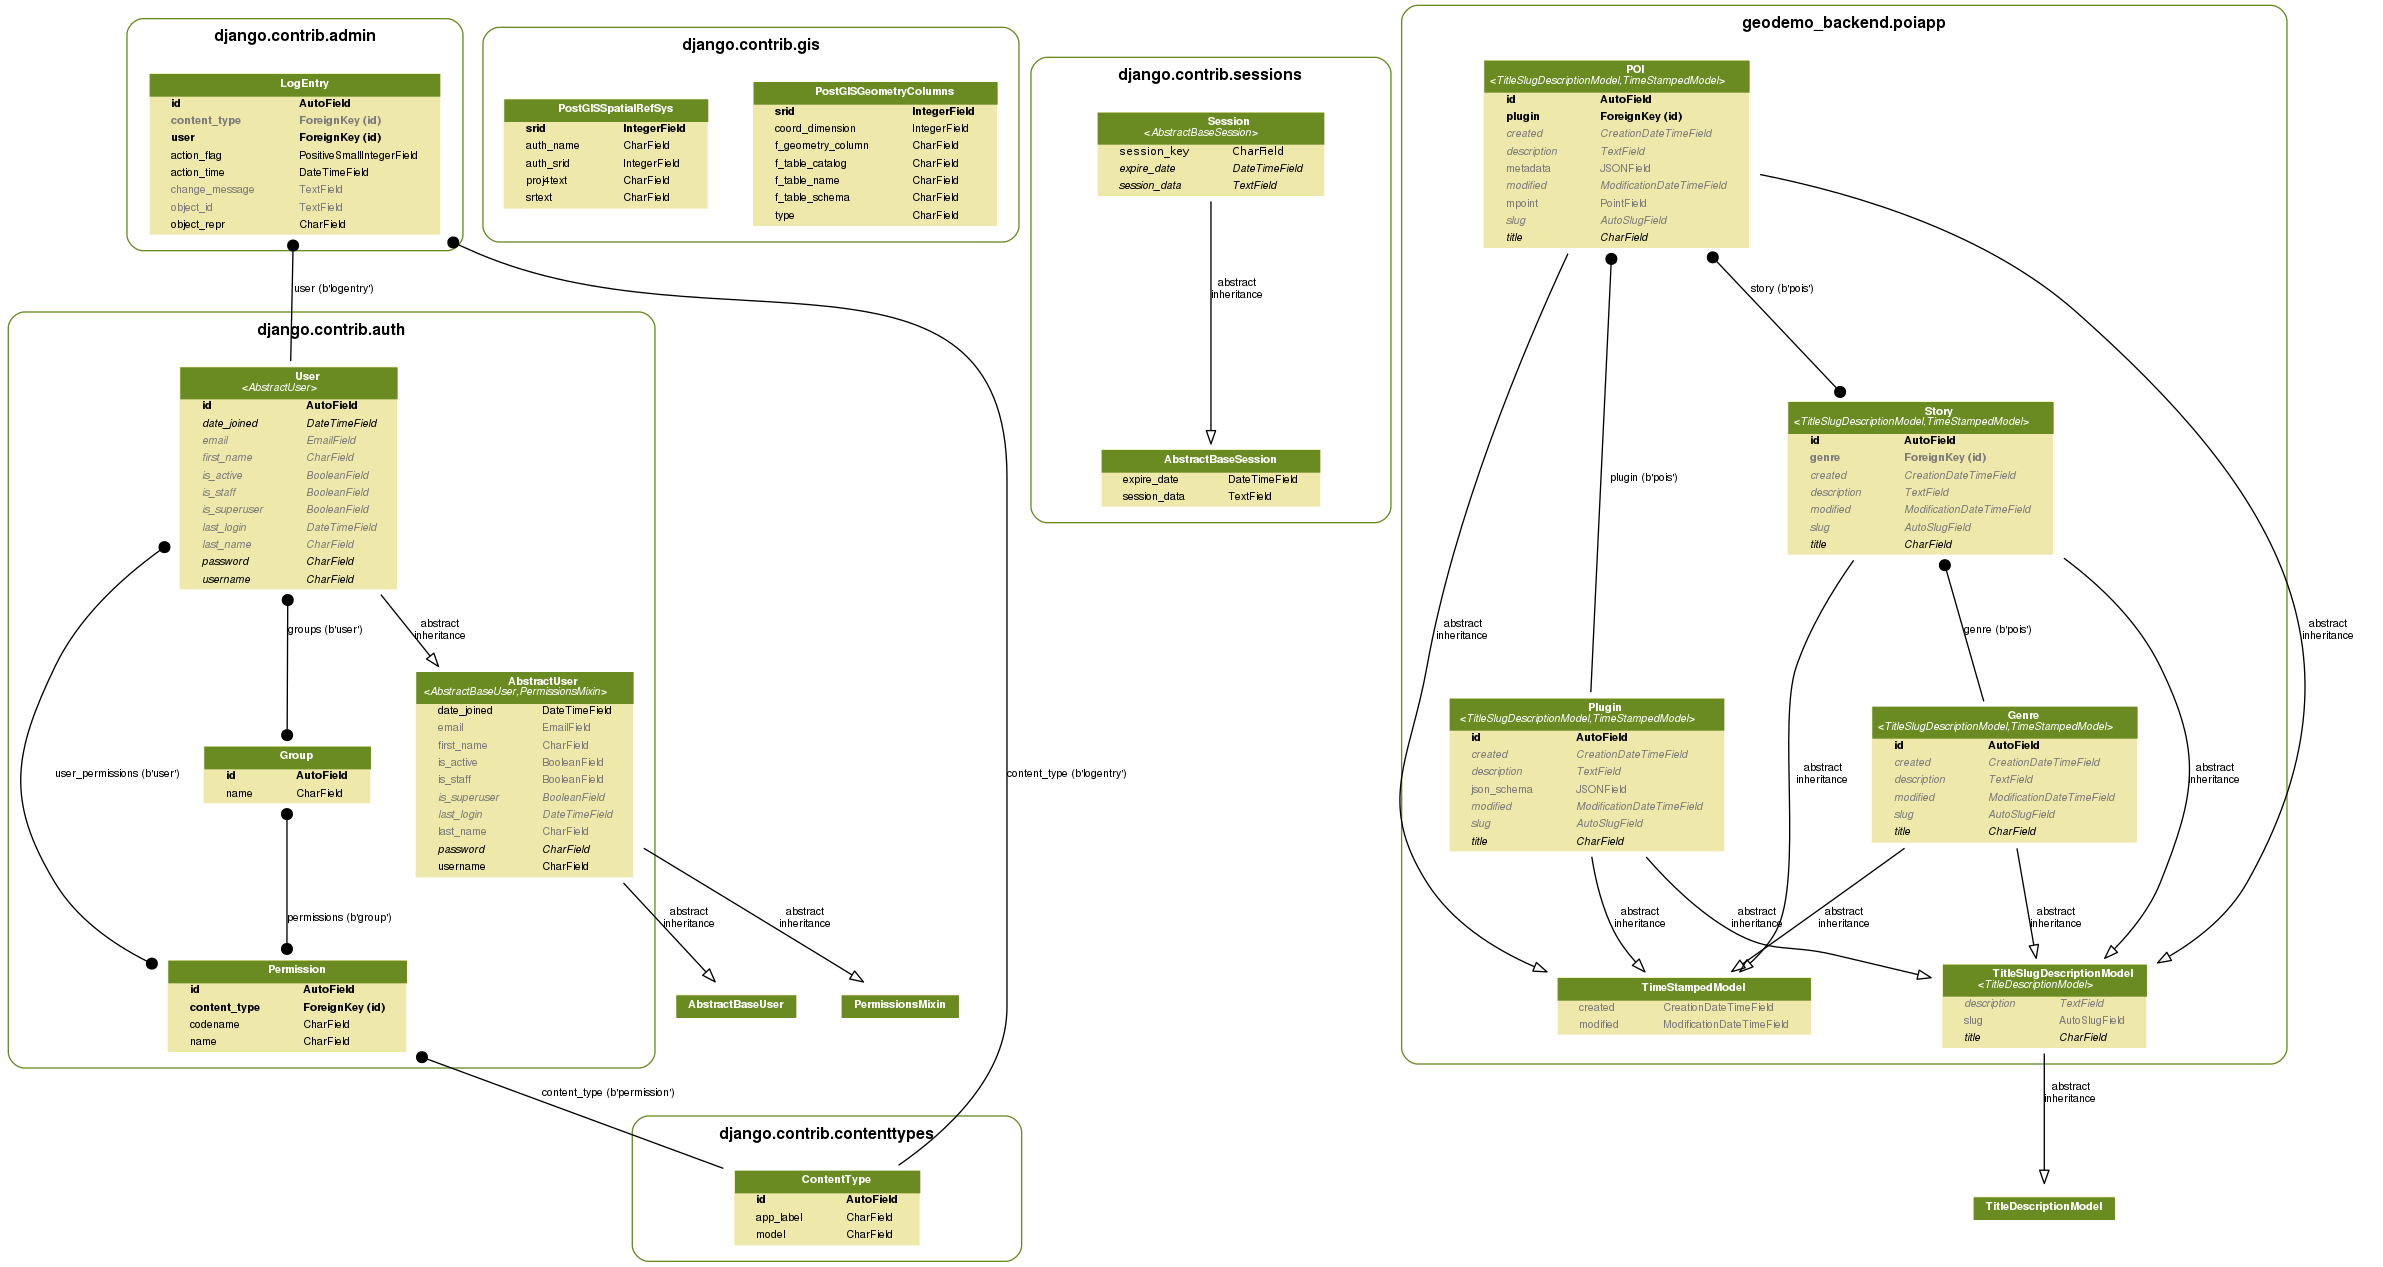 django.contrib.admin
LogEntry
id AutoField
content_type ForeignKey (id)
user ForeignKey (id)
action_flag PositiveSmallIntegerField
action_time DateTimeField
change_message TextField
object_id TextField
object_repr CharField
django.contrib.gis
PostGISSpatialRefSys
srid IntegerField
auth_name CharField
auth_srid IntegerField
proj4text CharField
srtext CharField
PostGISGeometryColumns
srid IntegerField
coord_dimension IntegerField
f_geometry_column CharField
f_table_catalog CharField
f_table_name CharField
f_table_schema CharField
type CharField
django.contrib.sessions
Session
<AbstractBaseSession>
session_key CharField
expire_date DateTimeField
session_data TextField
abstract
inheritance
AbstractBaseSession
expire_date DateTimeField
session_data TextField
geodemo_backend.poiapp
POI
<TitleSlugDescriptionModel,TimeStampedModel>
id AutoField
plugin ForeignKey (id)
created CreationDateTimeField
description TextField
metadata JSONField
modified ModificationDateTimeField
mpoint PointField
slug AutoSlugField
title CharField
story (b'pois')
Story
<TitleSlugDescriptionModel,TimeStampedModel>
id AutoField
genre ForeignKey (id)
created CreationDateTimeField
description TextField
modified ModificationDateTimeField
slug AutoSlugField
title CharField
plugin (b'pois')
genre (b'pois')
abstract
inheritance
abstract
inheritance
Plugin
<TitleSlugDescriptionModel,TimeStampedModel>
id AutoField
created CreationDateTimeField
description TextField
json_schema JSONField
modified ModificationDateTimeField
slug AutoSlugField
title CharField
abstract
inheritance
Genre
<TitleSlugDescriptionModel,TimeStampedModel>
id AutoField
created CreationDateTimeField
description TextField
modified ModificationDateTimeField
slug AutoSlugField
title CharField
abstract
inheritance
abstract
inheritance
abstract
inheritance
abstract
inheritance
abstract
inheritance
TimeStampedModel
created CreationDateTimeField
modified ModificationDateTimeField
TitleSlugDescriptionModel
<TitleDescriptionModel>
description TextField
slug AutoSlugField
title CharField
abstract
inheritance
TitleDescriptionModel
user (b'logentry')
django.contrib.auth
User
<AbstractUser>
id AutoField
date_joined DateTimeField
email EmailField
first_name CharField
is_active BooleanField
is_staff BooleanField
is_superuser BooleanField
last_login DateTimeField
last_name CharField
password CharField
username CharField
groups (b'user')
abstract
inheritance
AbstractUser
<AbstractBaseUser,PermissionsMixin>
date_joined DateTimeField
email EmailField
first_name CharField
is_active BooleanField
is_staff BooleanField
is_superuser BooleanField
last_login DateTimeField
last_name CharField
password CharField
username CharField
Group
id AutoField
name CharField
user_permissions (b'user')
content_type (b'logentry')
permissions (b'group')
abstract
inheritance
abstract
inheritance
Permission
id AutoField
content_type ForeignKey (id)
codename CharField
name CharField
AbstractBaseUser
PermissionsMixin
content_type (b'permission')
django.contrib.contenttypes
ContentType
id AutoField
app_label CharField
model CharField